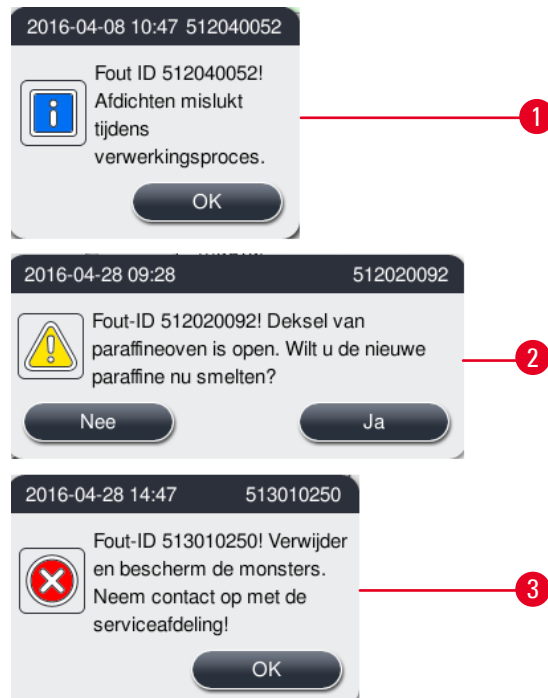 2016-04-08 10:47 512040052
Fout ID 512040052!
Afdichten mislukt
tijdens
verwerkingsproces.
OK
1
2016-04-28 09:28 512020092
Fout-ID 512020092! Deksel van
paraffineoven is open. Wilt u de nieuwe
paraffine nu smelten?
Nee Ja
2
2016-04-28 14:47 513010250
Fout-ID 513010250! Verwijder
en bescherm de monsters.
Neem contact op met de
serviceafdeling!
OK
3